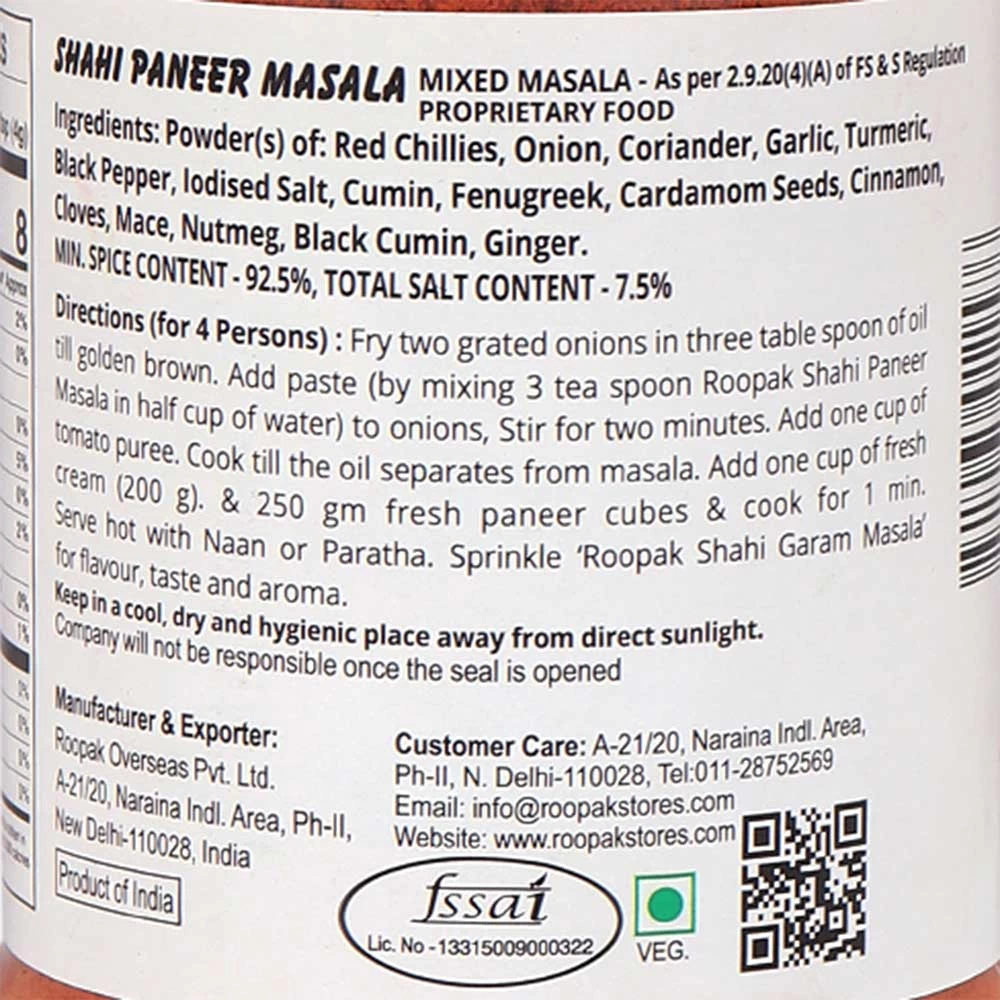 SHAHI PANEER MASALA MIXED MASALA - As per 2.9.20(4)(A) of FS & S Regulation
PROPRIETARY FOOD
Ingredients: Powder(s) of: Red Chillies, Onion, Coriander, Garlic, Turmeric,
Black Pepper, Iodised Salt, Cumin, Fenugreek, Cardamom Seeds, Cinnamon,
Cloves, Mace, Nutmeg, Black Cumin, Ginger.
MIN. SPICE CONTENT - 92.5%, TOTAL SALT CONTENT - 7.5%
Directions (for 4 Persons) : Fry two grated onions in three table spoon of oil
till golden brown. Add paste (by mixing 3 tea spoon Roopak Shahi Paneer
Masala in half cup of water) to onions, Stir for two minutes. Add one cup of
tomato puree. Cook till the oil separates from masala. Add one cup of fresh
cream (200 g). & 250 gm fresh paneer cubes & cook for 1 min.
Serve hot with Naan or Paratha. Sprinkle ‘Roopak Shahi Garam Masala’
for flavour, taste and aroma.
Keep in a cool, dry and hygienic place away from direct sunlight.
Company will not be responsible once the seal is opened
Manufacturer & Exporter:
Roopak Overseas Pvt. Ltd.
A-21/20, Naraina Indl. Area, Ph-II,
New Delhi-110028, India
Product of India
Customer Care: A-21/20, Naraina Indl. Area,
Ph-II, N. Delhi-110028, Tel:011-28752569
Email: info@roopakstores.com
Website: www.roopakstores.com
fssai
Lic. No -13315009000322
VEG.
8
2%
0%
0%
5%
0%
2%
0%
1%